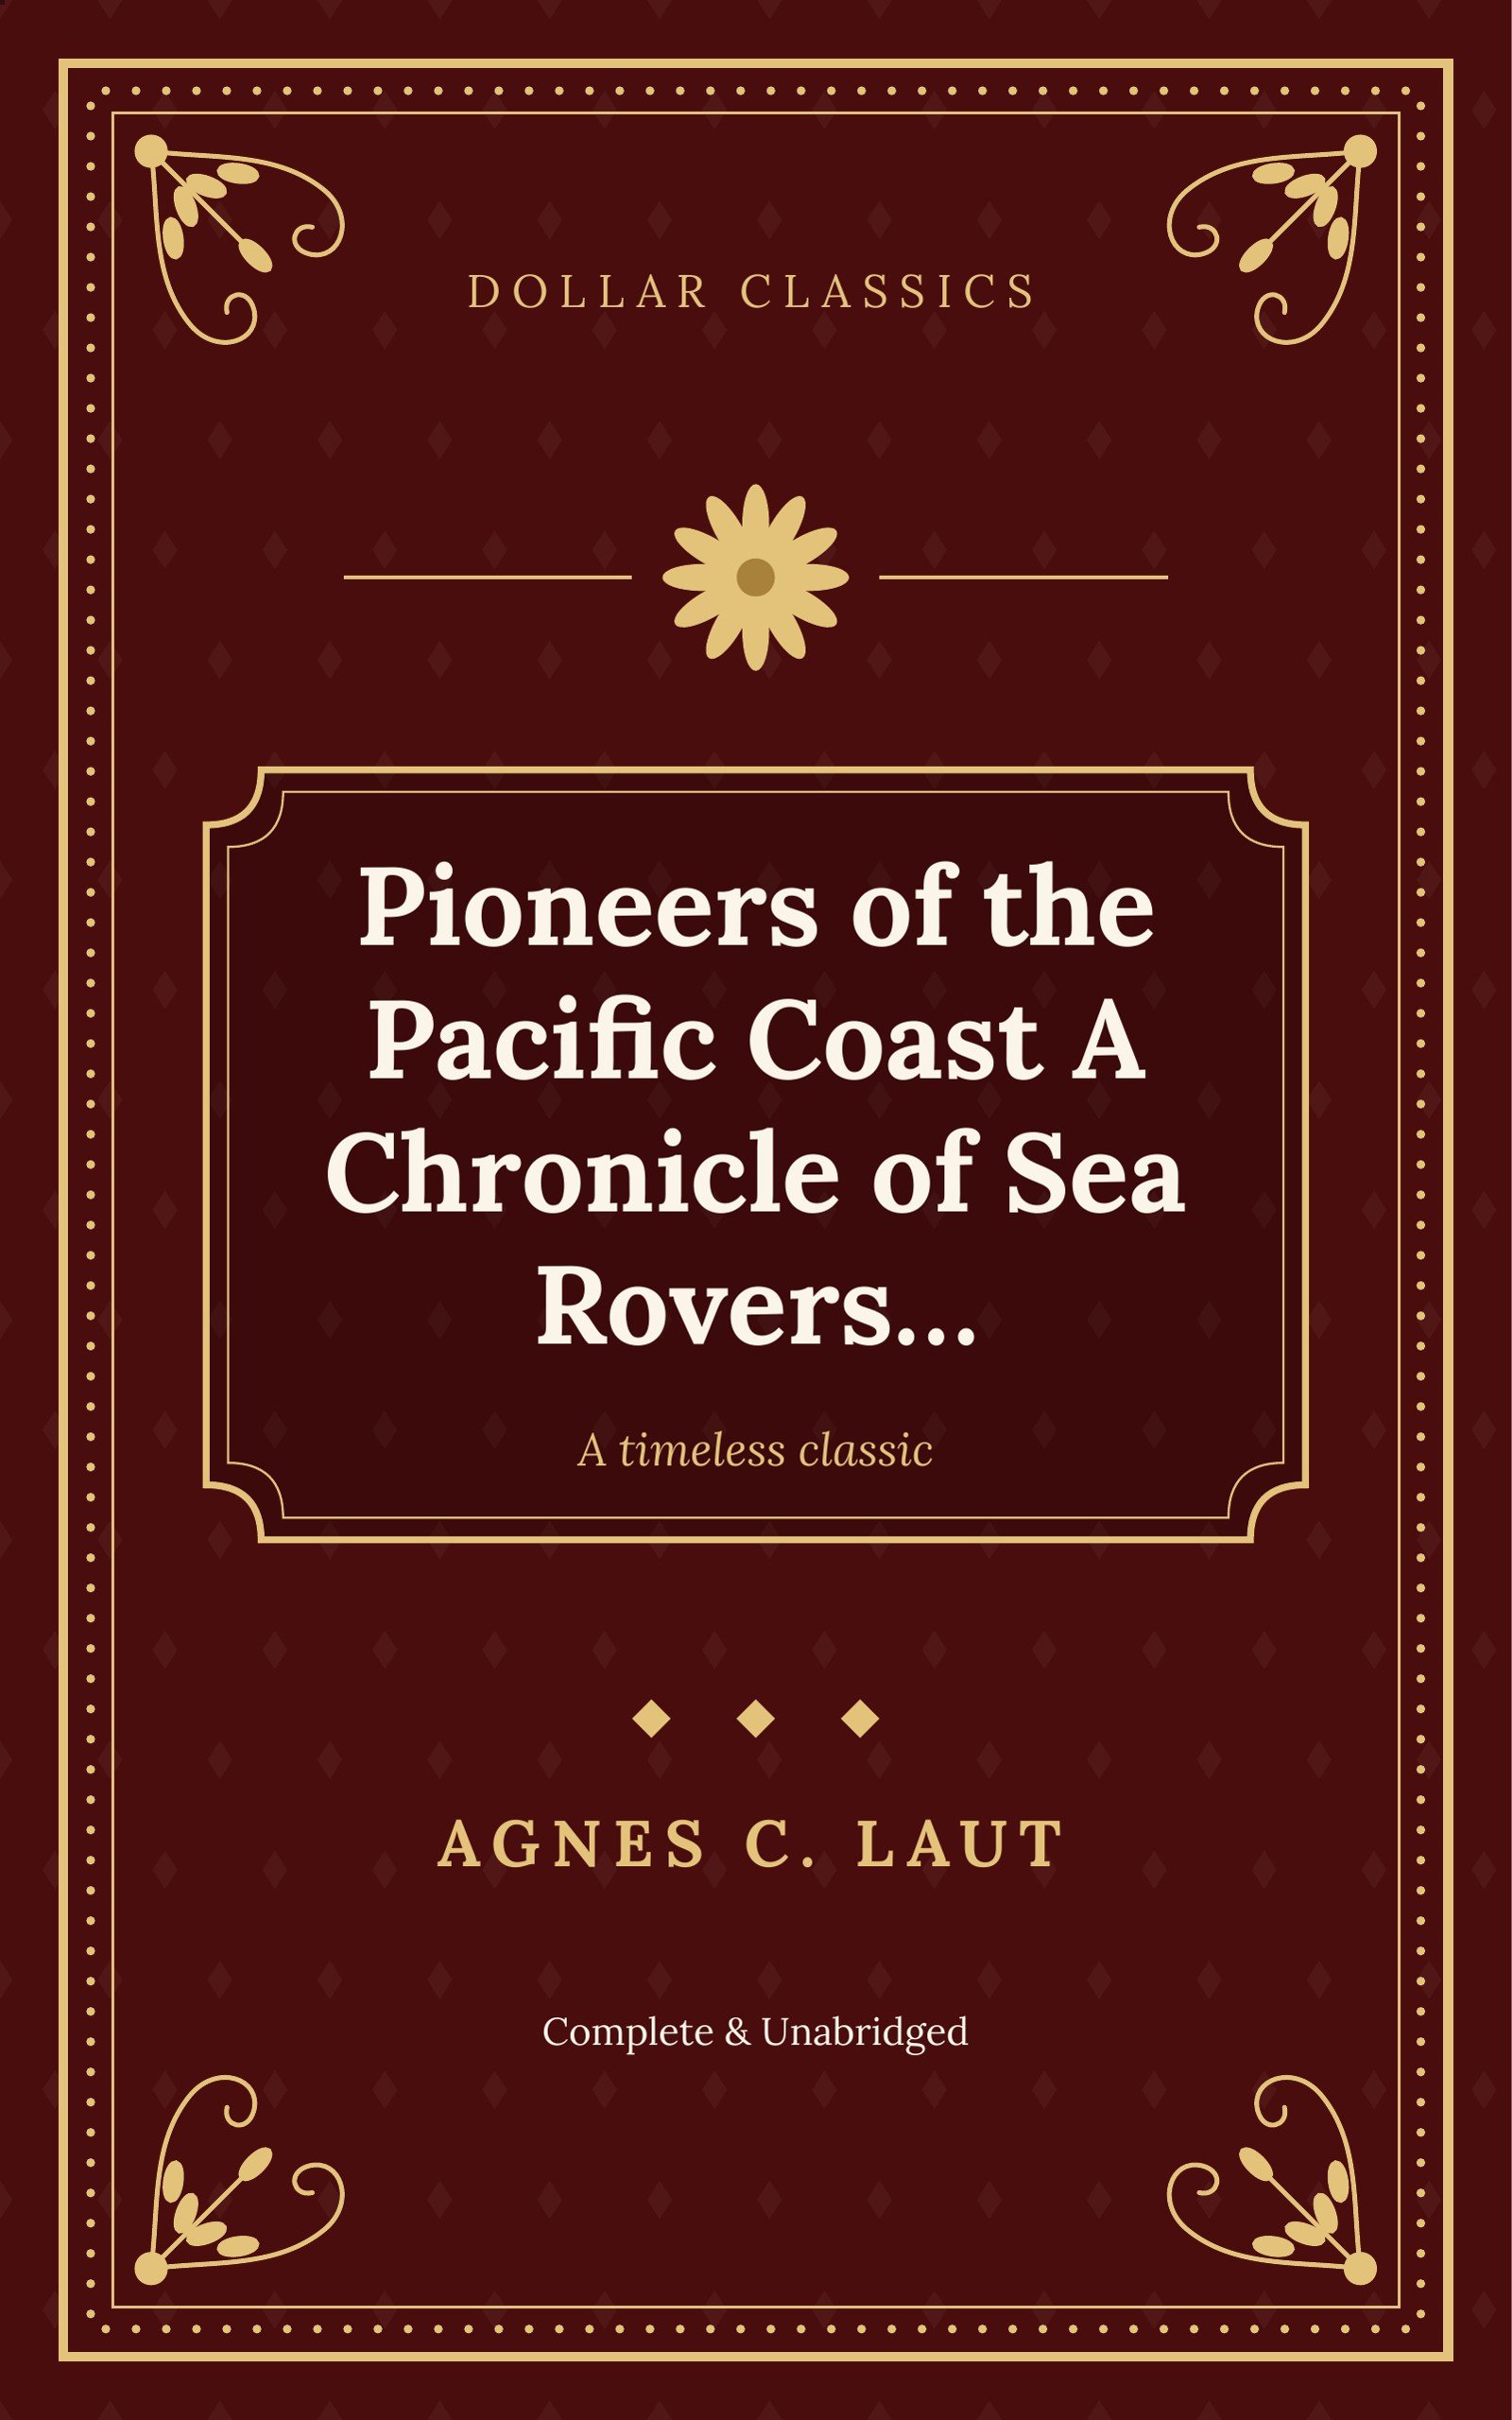 DOLLAR CLASSICS
Pioneers of the
Pacific Coast A
Chronicle of Sea
Rovers...
A timeless classic
AGNES C. LAUT
Complete & Unabridged